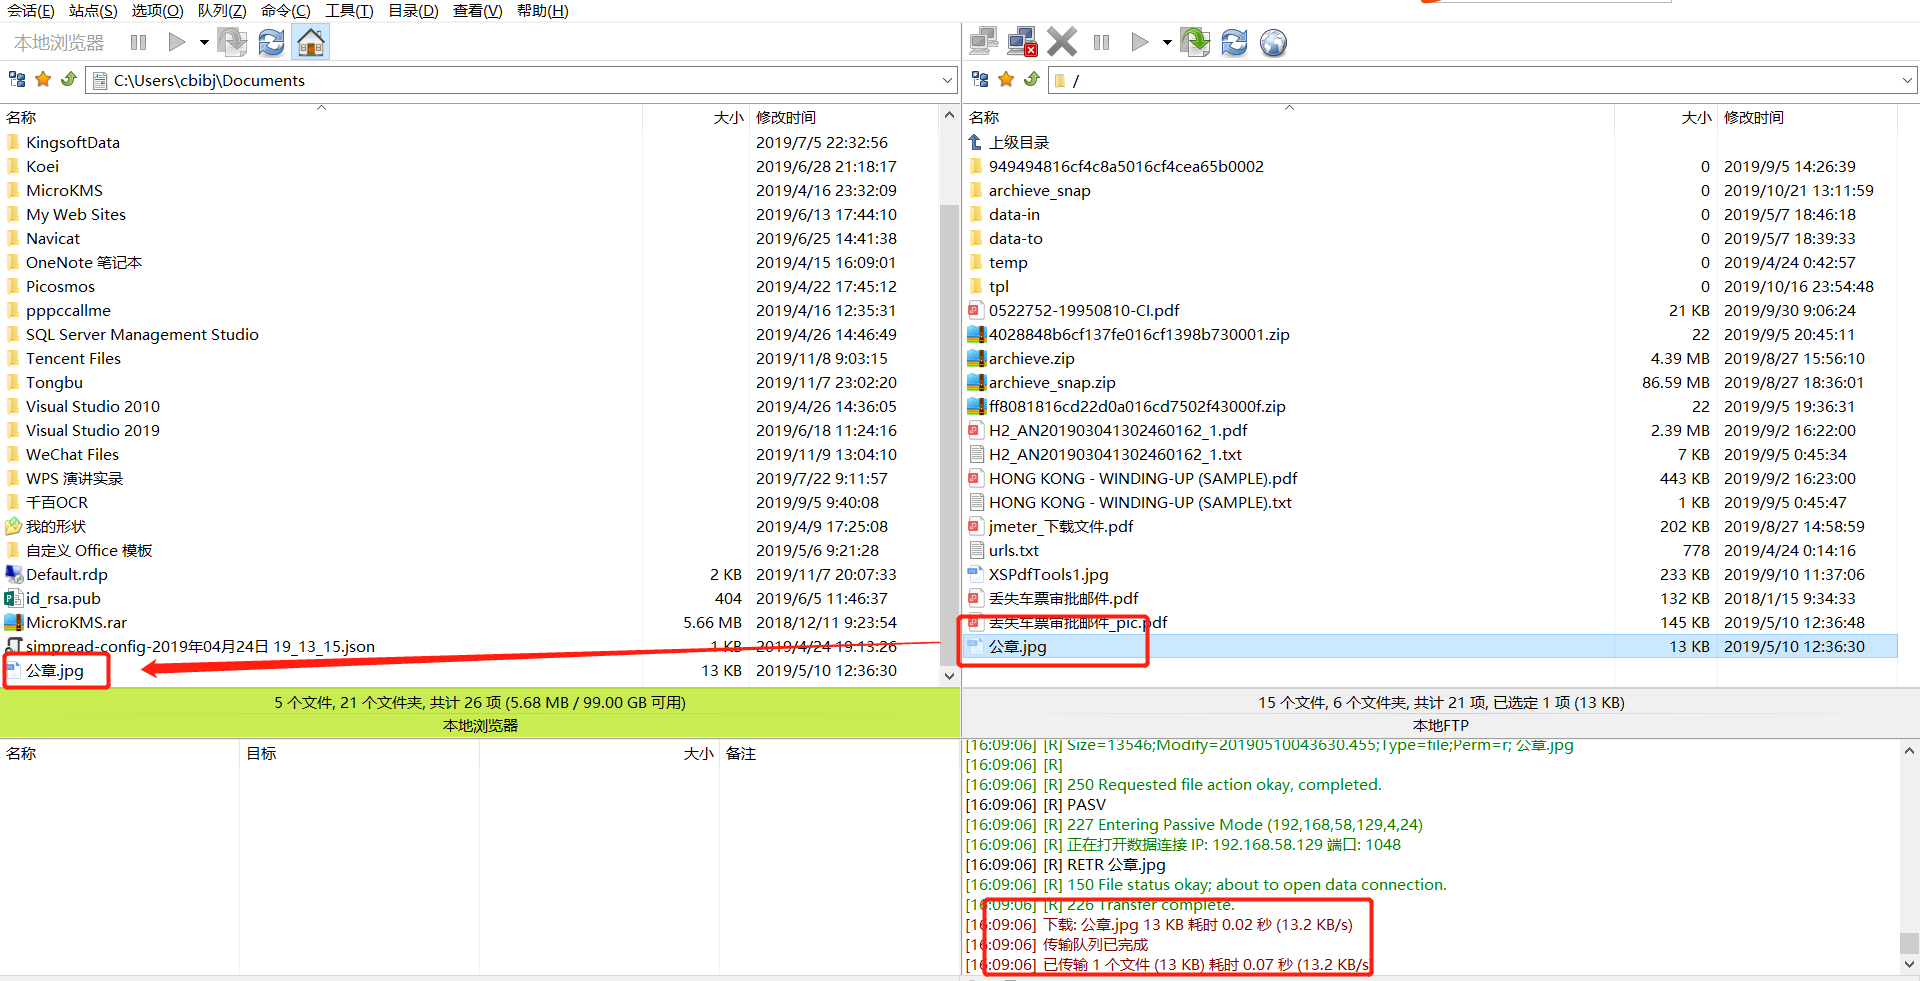 会话(E) 站点(S) 选项(O) 队列(Z) 命令(C) 工具(T) 目录(D) 查看(V) 帮助(H)
本地浏览器
C:\Users\cbibj\Documents
名称 大小 修改时间
KingsoftData 2019/7/5 22:32:56
Koei 2019/6/28 21:18:17
MicroKMS 2019/4/16 23:32:09
My Web Sites 2019/6/13 17:44:10
Navicat 2019/6/25 14:41:38
OneNote 笔记本 2019/4/15 16:09:01
Picosmos 2019/4/22 17:45:12
pppccallme 2019/4/16 12:35:31
SQL Server Management Studio 2019/4/26 14:46:49
Tencent Files 2019/11/8 9:03:15
Tongbu 2019/11/7 23:02:20
Visual Studio 2010 2019/4/26 14:36:05
Visual Studio 2019 2019/6/18 11:24:16
WeChat Files 2019/11/9 13:04:10
WPS 演讲实录 2019/7/22 9:11:57
千百OCR 2019/9/5 9:40:08
我的形状 2019/4/9 17:25:08
自定义 Office 模板 2019/5/6 9:21:28
Default.rdp 2 KB 2019/11/7 20:07:33
id_rsa.pub 404 2019/6/5 11:46:37
MicroKMS.rar 5.66 MB 2018/12/11 9:23:54
simpread-config-2019年04月24日 19_13_15.json 1 KB 2019/4/24 19:13:26
公章.jpg 13 KB 2019/5/10 12:36:30
5 个文件, 21 个文件夹, 共计 26 项 (5.68 MB / 99.00 GB 可用)
本地浏览器
名称 目标 大小 备注
/
名称 大小 修改时间
上级目录
949494816cf4c8a5016cf4cea65b0002 0 2019/9/5 14:26:39
archieve_snap 0 2019/10/21 13:11:59
data-in 0 2019/5/7 18:46:18
data-to 0 2019/5/7 18:39:33
temp 0 2019/4/24 0:42:57
tpl 0 2019/10/16 23:54:48
0522752-19950810-CI.pdf 21 KB 2019/9/30 9:06:24
4028848b6cf137fe016cf1398b730001.zip 22 2019/9/5 20:45:11
archieve.zip 4.39 MB 2019/8/27 15:56:10
archieve_snap.zip 86.59 MB 2019/8/27 18:36:01
ff8081816cd22d0a016cd7502f43000f.zip 22 2019/9/5 19:36:31
H2_AN201903041302460162_1.pdf 2.39 MB 2019/9/2 16:22:00
H2_AN201903041302460162_1.txt 7 KB 2019/9/5 0:45:34
HONG KONG - WINDING-UP (SAMPLE).pdf 443 KB 2019/9/2 16:23:00
HONG KONG - WINDING-UP (SAMPLE).txt 1 KB 2019/9/5 0:45:47
jmeter_下载文件.pdf 202 KB 2019/8/27 14:58:59
urls.txt 778 2019/4/24 0:14:16
XSPdfTools1.jpg 233 KB 2019/9/10 11:37:06
丢失车票审批邮件.pdf 132 KB 2018/1/15 9:34:33
丢失车票审批邮件_pic.pdf 145 KB 2019/5/10 12:36:48
公章.jpg 13 KB 2019/5/10 12:36:30
15 个文件, 6 个文件夹, 共计 21 项, 已选定 1 项 (13 KB)
本地FTP
[16:09:06] [R] Size=13546;Modify=20190510043630.455;Type=file;Perm=r; 公章.jpg
[16:09:06] [R]
[16:09:06] [R] 250 Requested file action okay, completed.
[16:09:06] [R] PASV
[16:09:06] [R] 227 Entering Passive Mode (192,168,58,129,4,24)
[16:09:06] [R] 正在打开数据连接 IP: 192.168.58.129 端口: 1048
[16:09:06] [R] RETR 公章.jpg
[16:09:06] [R] 150 File status okay; about to open data connection.
[16:09:06] [R] 226 Transfer complete.
[16:09:06] 下载: 公章.jpg 13 KB 耗时 0.02 秒 (13.2 KB/s)
[16:09:06] 传输队列已完成
[16:09:06] 已传输 1 个文件 (13 KB) 耗时 0.07 秒 (13.2 KB/s